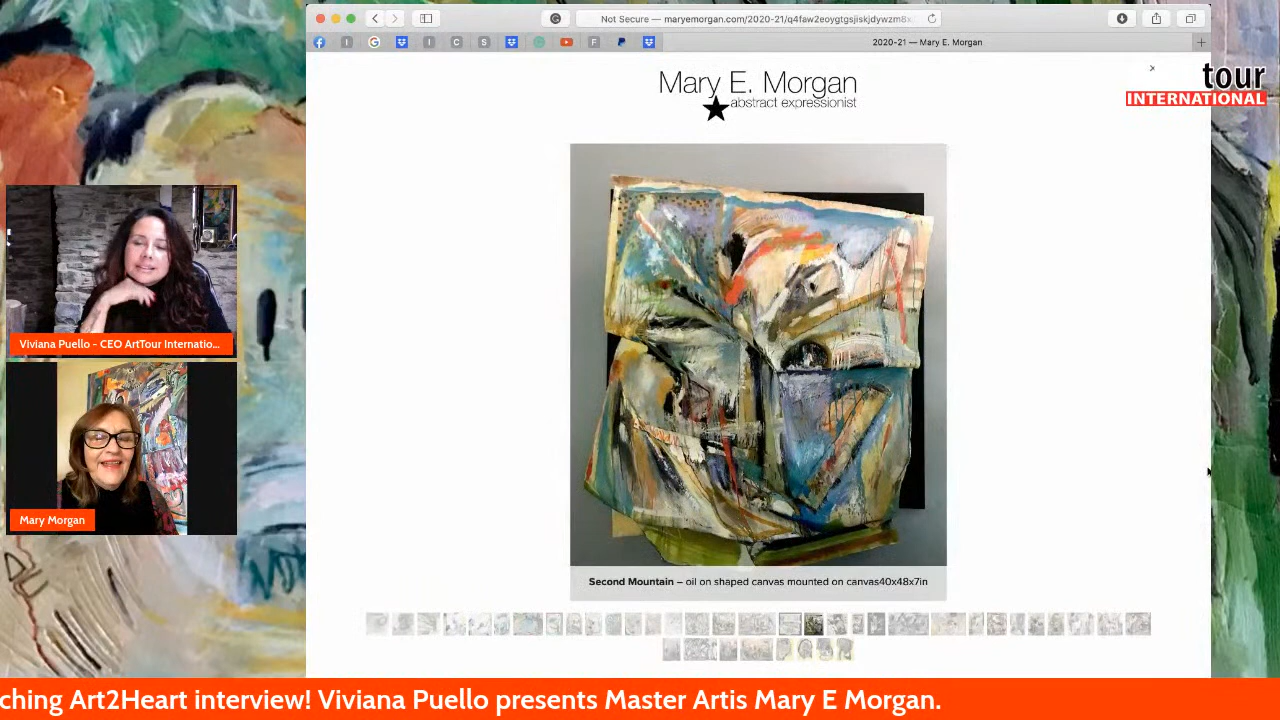 Not Secure — maryemorgan.com/2020-21/q4faw2eoygtgsjiskjdywzm8x
2020-21 — Mary E. Morgan
tour
INTERNATIONAL
Mary E. Morgan
abstract expressionist
Viviana Puello - CEO ArtTour Internatio...
Mary Morgan
Second Mountain – oil on shaped canvas mounted on canvas40x48x7in
ching Art2Heart interview! Viviana Puello presents Master Artis Mary E Morgan.